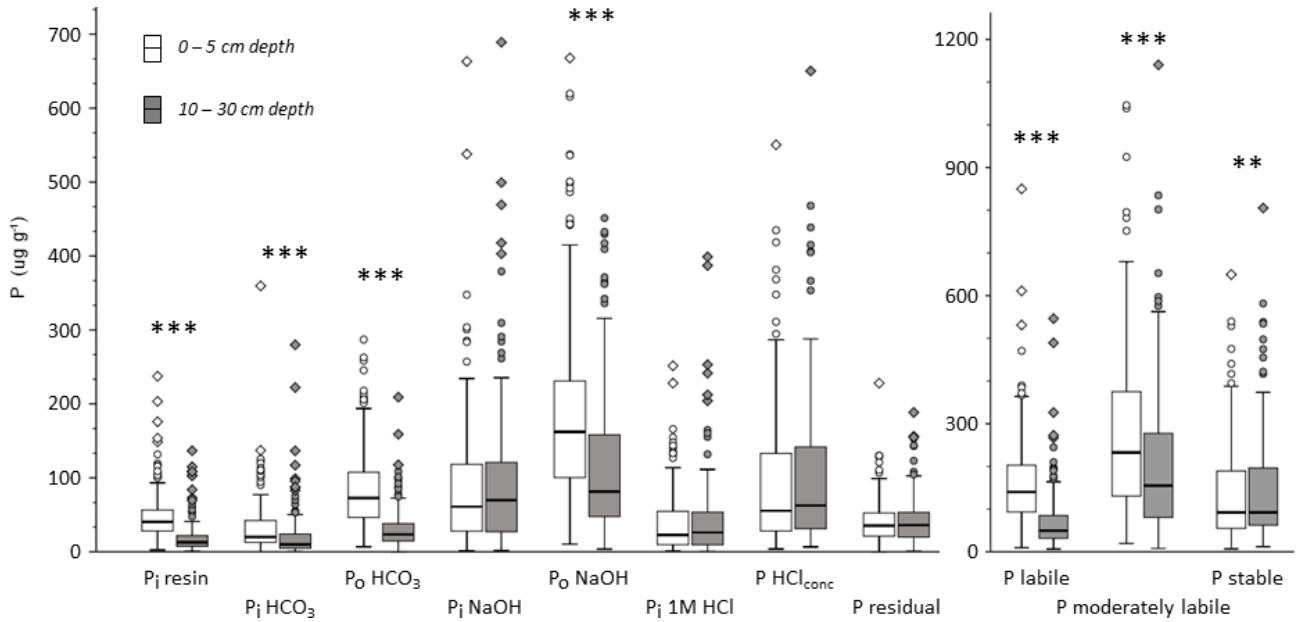 700
600
500
400
300
200
100
0
P (ug g⁻¹)
0 – 5 cm depth
10 – 30 cm depth
***
***
***
***
Pi resin
Pi HCO3
Po HCO3
Pi NaOH
Po NaOH
Pi 1M HCl
P HClconc
P residual
1200
900
600
300
0
***
***
**
P labile
P moderately labile
P stable